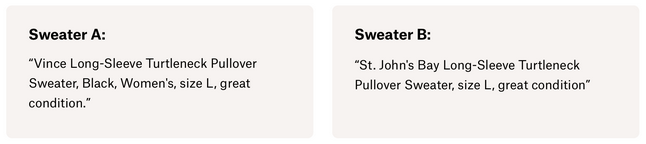 Sweater A:
“Vince Long-Sleeve Turtleneck Pullover
Sweater, Black, Women's, size L, great
condition.”
Sweater B:
“St. John's Bay Long-Sleeve Turtleneck
Pullover Sweater, size L, great condition”